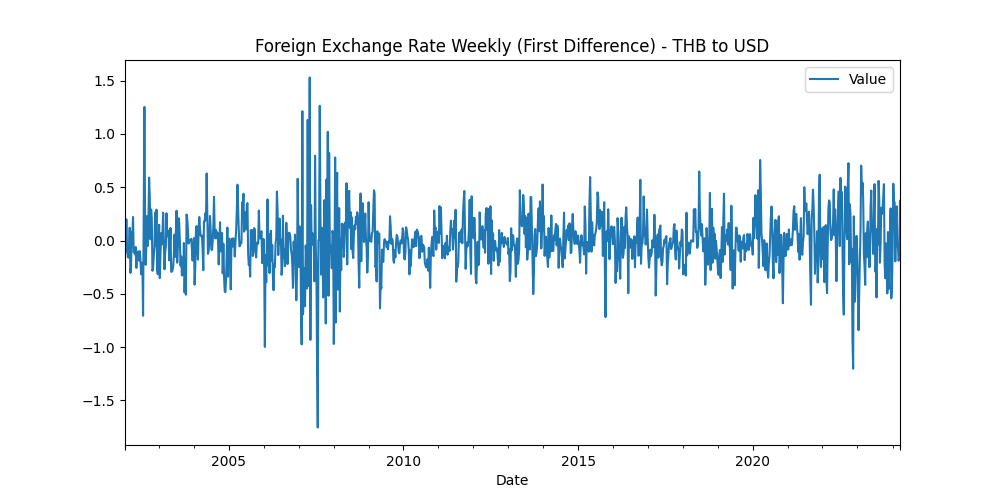 Foreign Exchange Rate Weekly (First Difference) - THB to USD
Value
1.5
1.0
0.5
0.0
−0.5
−1.0
−1.5
2005 2010 2015 2020
Date